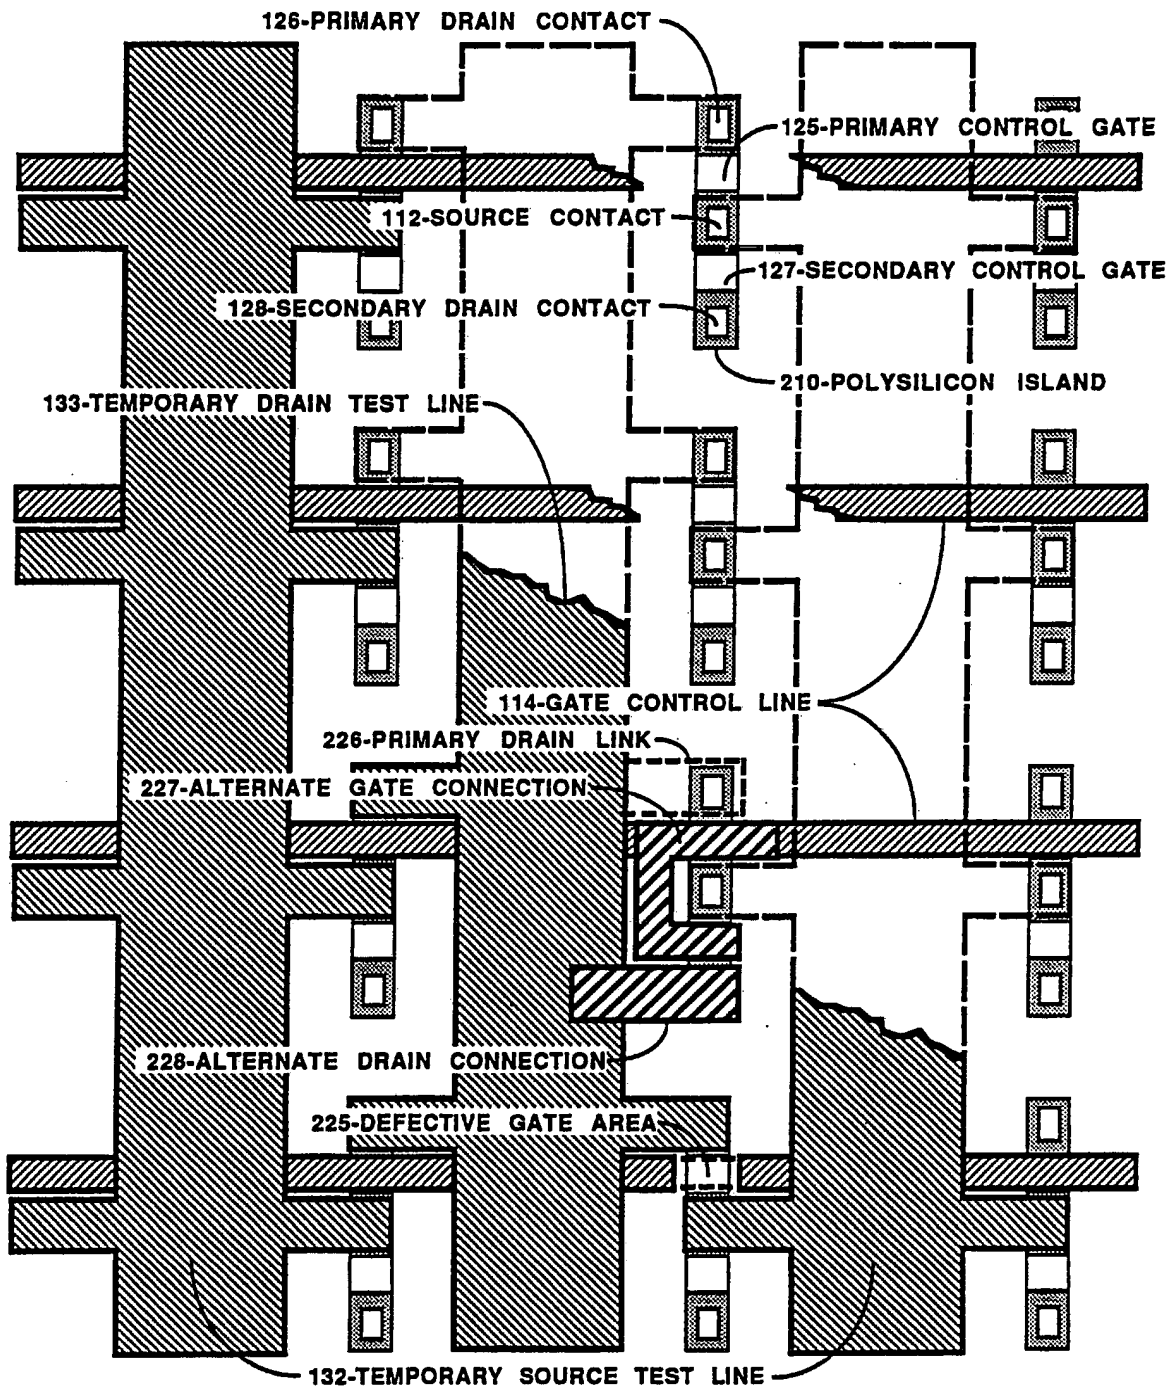 126-PRIMARY DRAIN CONTACT
125-PRIMARY CONTROL GATE
112-SOURCE CONTACT
127-SECONDARY CONTROL GATE
128-SECONDARY DRAIN CONTACT
210-POLYSILICON ISLAND
133-TEMPORARY DRAIN TEST LINE
114-GATE CONTROL LINE
226-PRIMARY DRAIN LINK
227-ALTERNATE GATE CONNECTION
228-ALTERNATE DRAIN CONNECTION
225-DEFECTIVE GATE AREA
132-TEMPORARY SOURCE TEST LINE